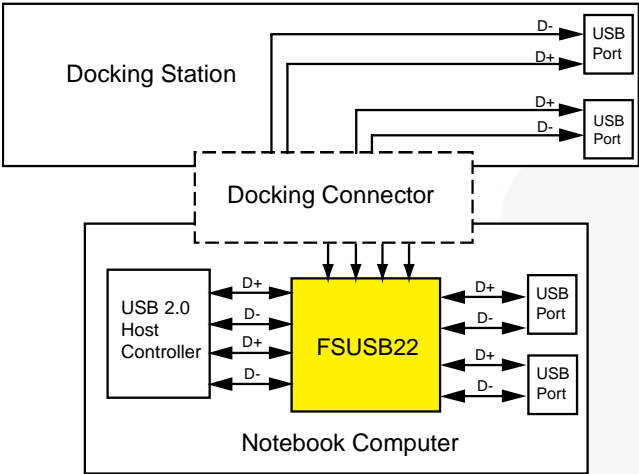 D-
USB
Port
Docking Station
D+
D+
USB
Port
D-
Docking Connector
USB 2.0
Host
Controller
D+
D-
D+
D-
FSUSB22
D+
D-
USB
Port
D+
D-
USB
Port
Notebook Computer